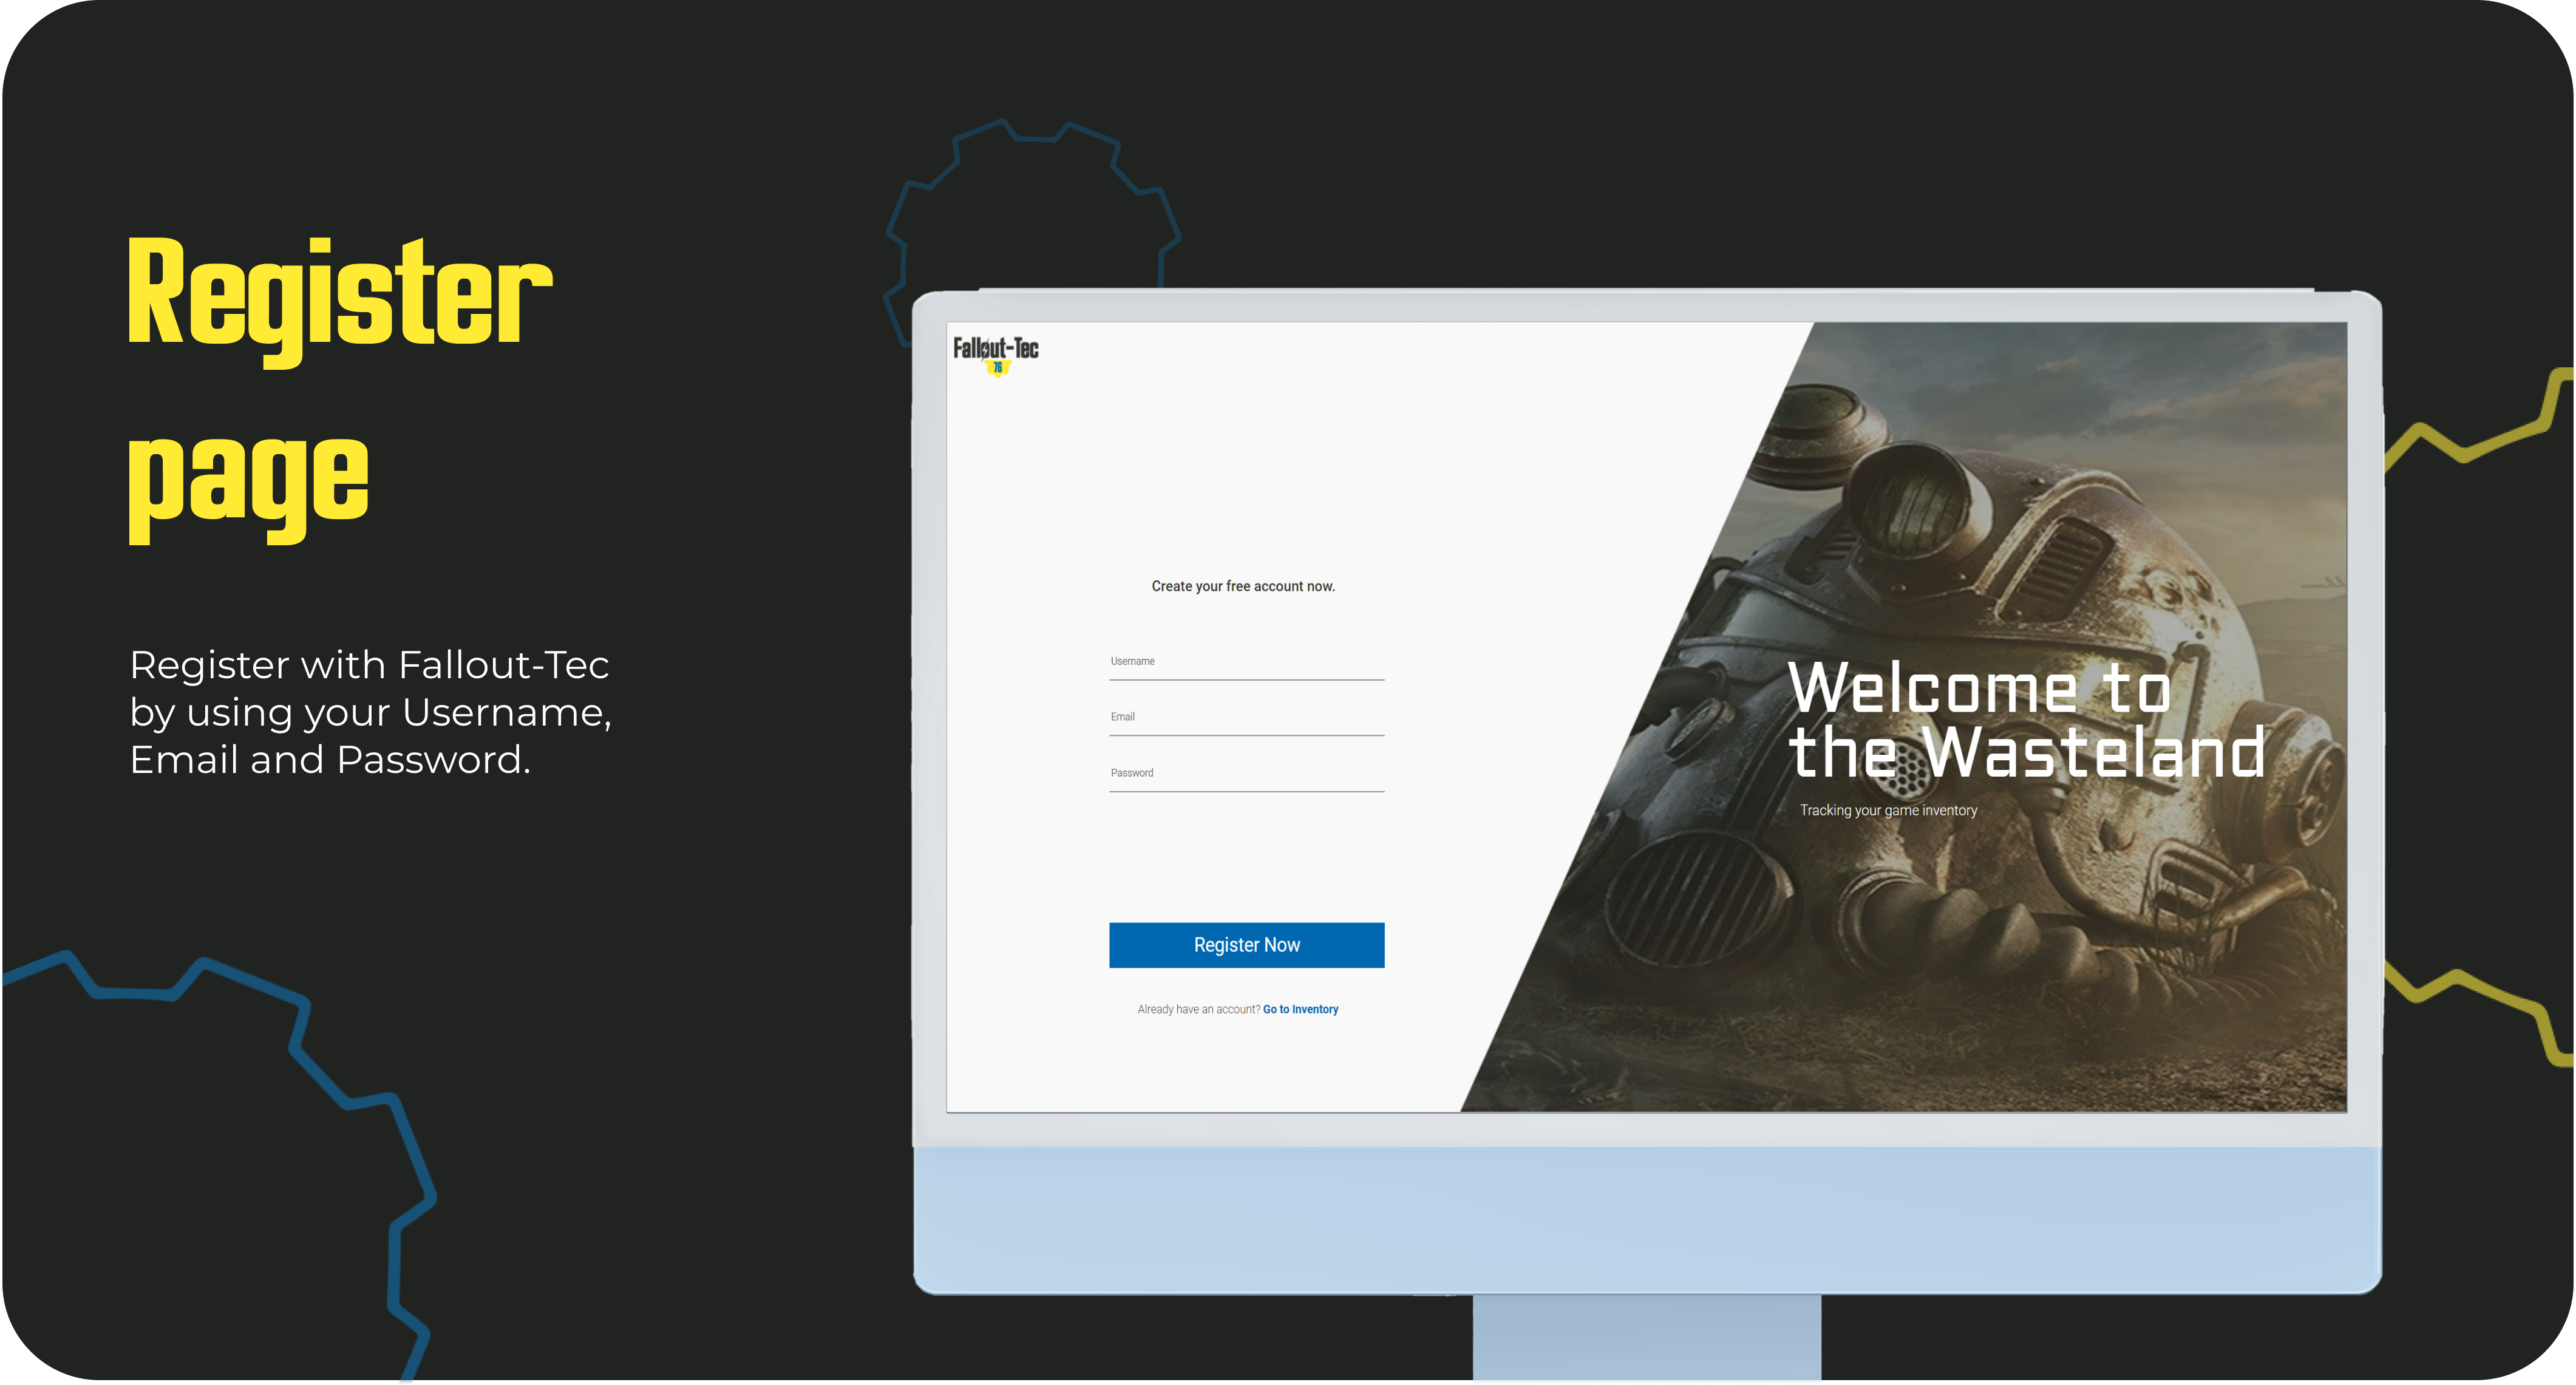 Register
page
Register with Fallout-Tec
by using your Username,
Email and Password.
Fallout-Tec
76
Create your free account now.
Username
Email
Password
Register Now
Already have an account? Go to Inventory
Welcome to
the Wasteland
Tracking your game inventory